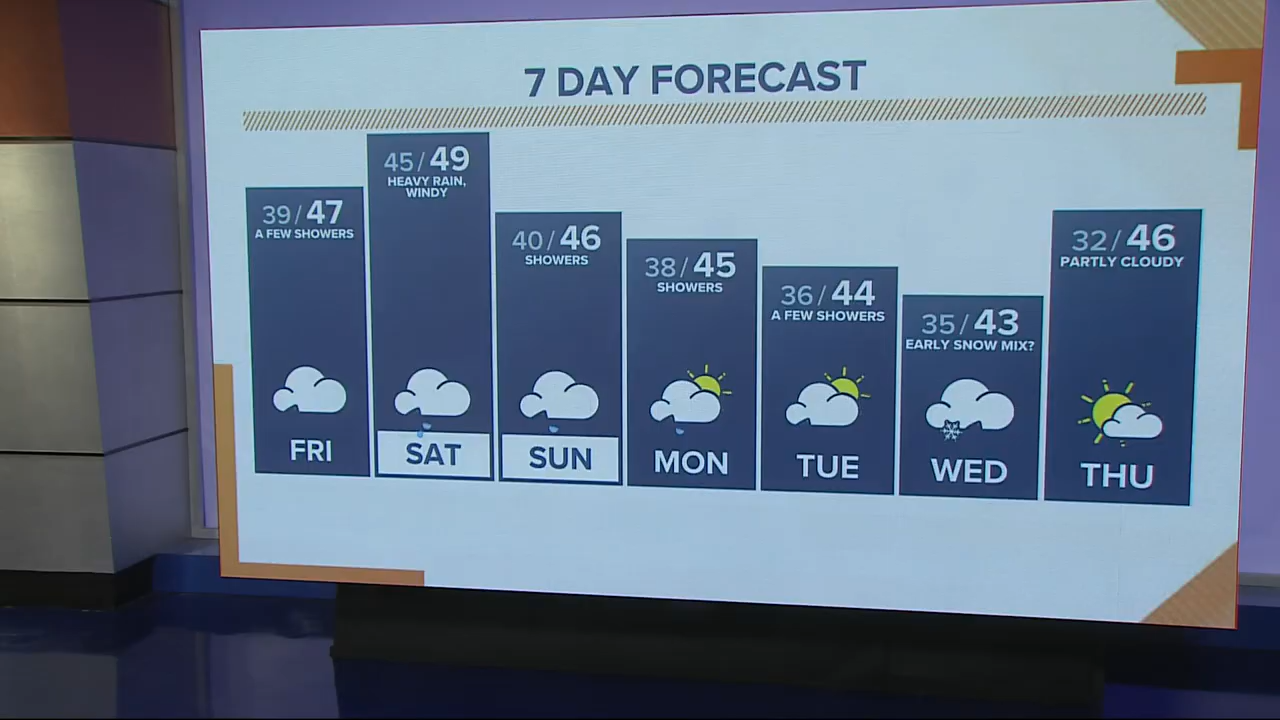 7 DAY FORECAST
39/47
A FEW SHOWERS
FRI
45/49
HEAVY RAIN,
WINDY
SAT
40/46
SHOWERS
SUN
38/45
SHOWERS
MON
36/44
A FEW SHOWERS
TUE
35/43
EARLY SNOW MIX?
WED
32/46
PARTLY CLOUDY
THU